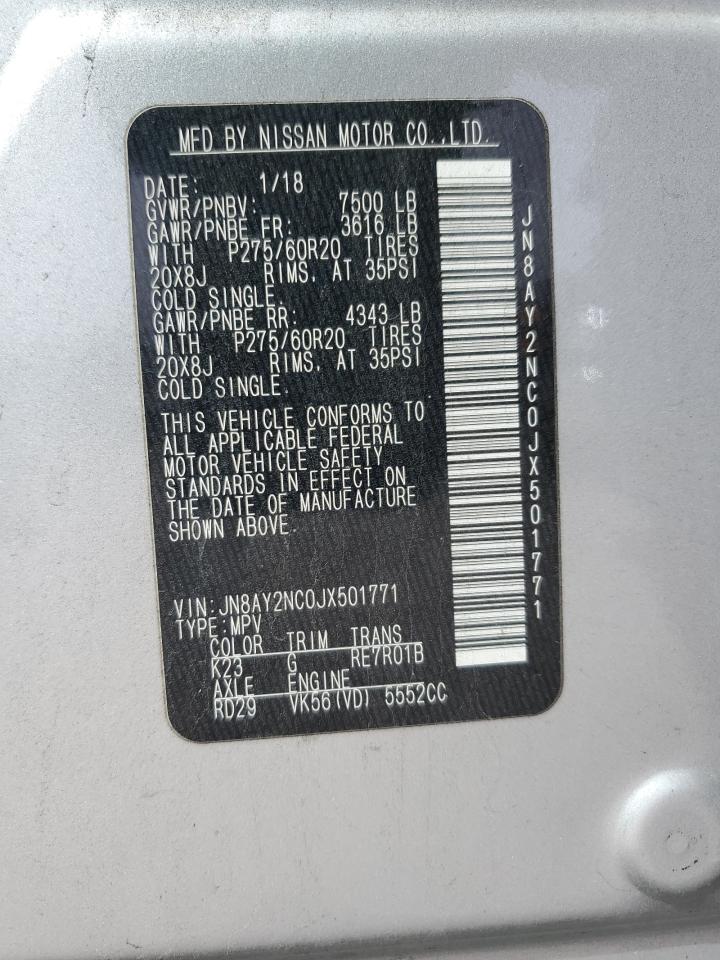 MFD BY NISSAN MOTOR CO.,LTD.
DATE: 1/18
GVWR/PNBV: 7500 LB
GAWR/PNBE FR: 3616 LB
WITH P275/60R20 TIRES
20X8J RIMS, AT 35PSI
COLD SINGLE.
GAWR/PNBE RR: 4343 LB
WITH P275/60R20 TIRES
20X8J RIMS, AT 35PSI
COLD SINGLE.
THIS VEHICLE CONFORMS TO
ALL APPLICABLE FEDERAL
MOTOR VEHICLE SAFETY
STANDARDS IN EFFECT ON
THE DATE OF MANUFACTURE
SHOWN ABOVE.
VIN:JN8AY2NC0JX501771
TYPE:MPV
COLOR TRIM TRANS
K23 G RE7R01B
AXLE ENGINE
RD29 VK56(VD) 5552CC
JN8AY2NC0JX501771